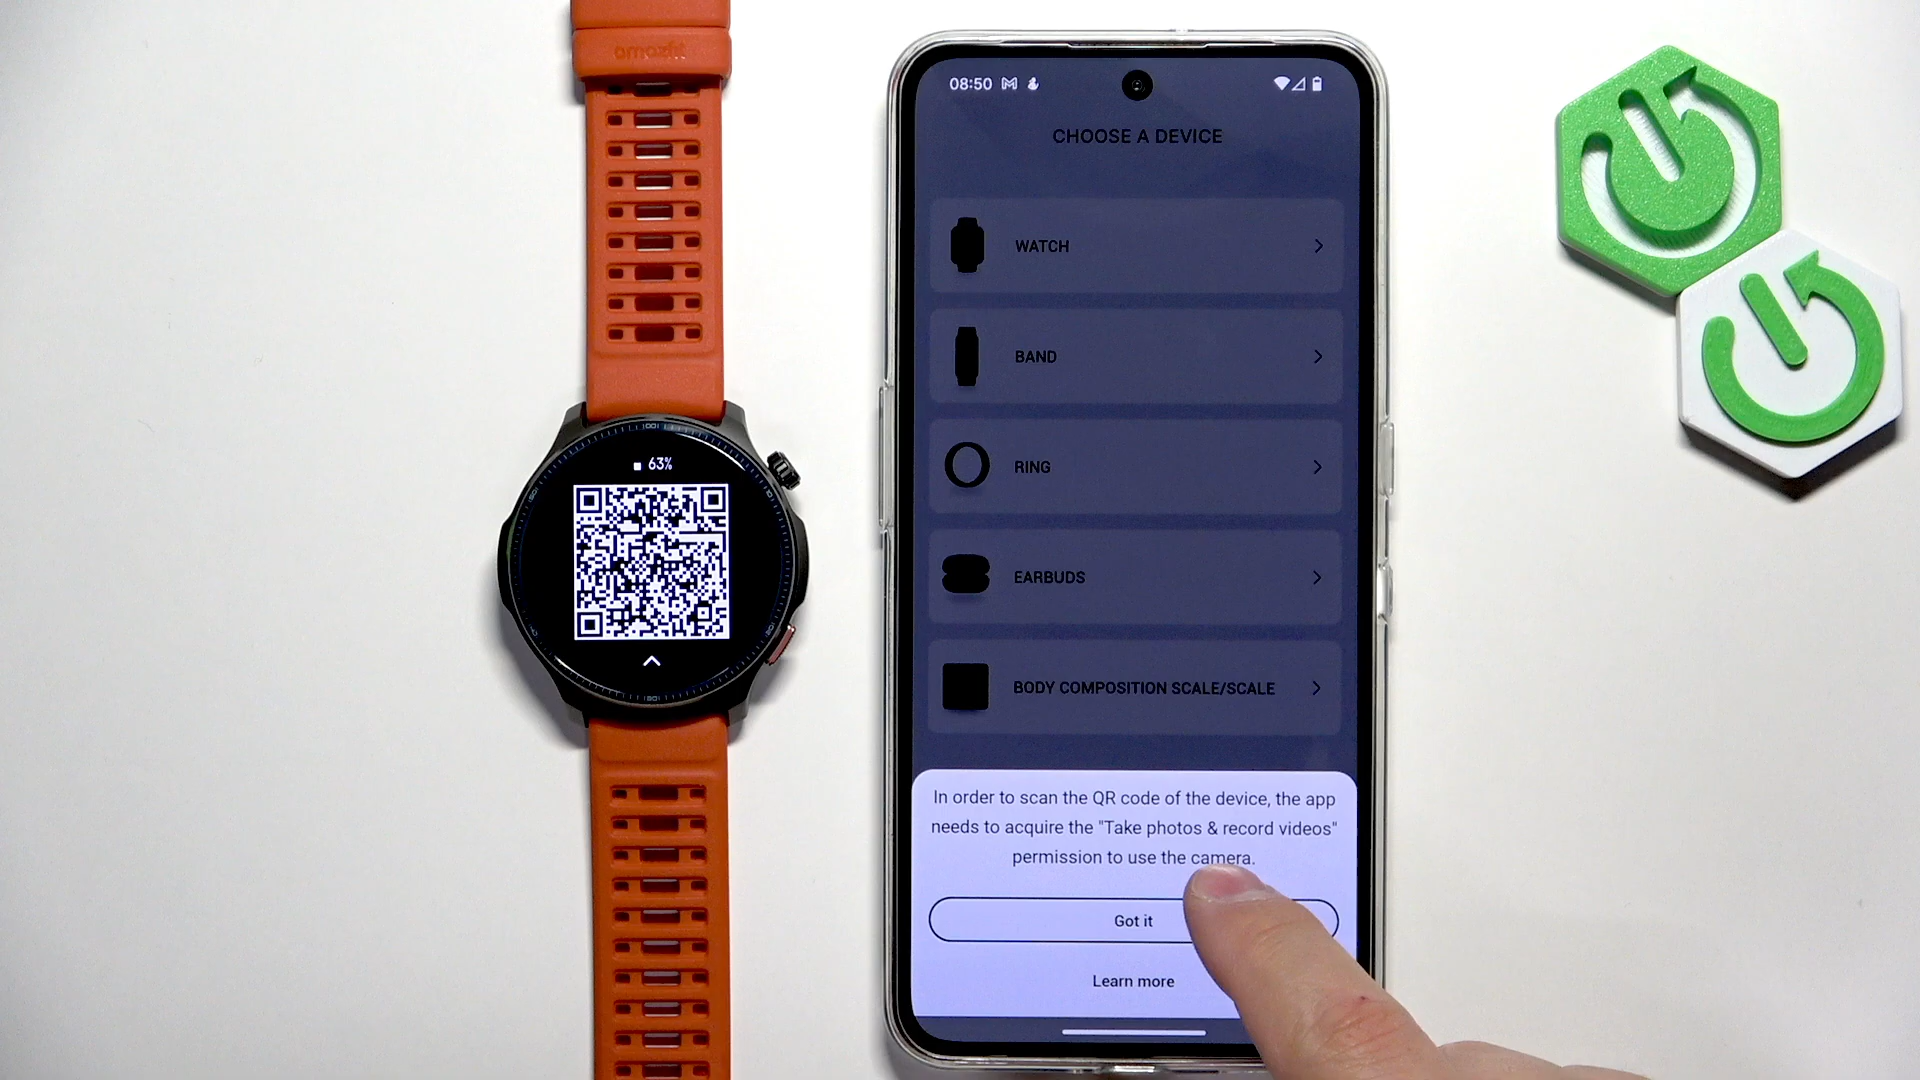 amazfit
63%
08:50
CHOOSE A DEVICE
WATCH
BAND
RING
EARBUDS
BODY COMPOSITION SCALE/SCALE
In order to scan the QR code of the device, the app
needs to acquire the "Take photos & record videos"
permission to use the camera.
Got it
Learn more